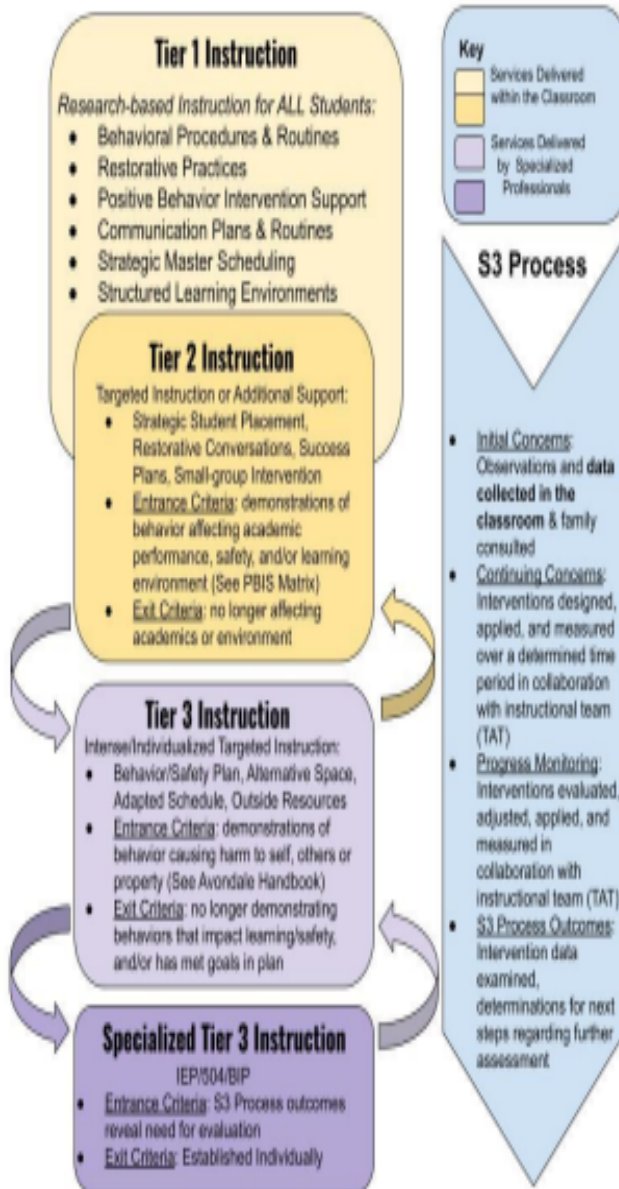 Tier 1 Instruction
Research-based Instruction for ALL Students:
• Behavioral Procedures & Routines
• Restorative Practices
• Positive Behavior Intervention Support
• Communication Plans & Routines
• Strategic Master Scheduling
• Structured Learning Environments
Tier 2 Instruction
Targeted Instruction or Additional Support:
• Strategic Student Placement,
Restorative Conversations, Success
Plans, Small-group Intervention
• Entrance Criteria: demonstrations of
behavior affecting academic
performance, safety, and/or learning
environment (See PBIS Matrix)
• Exit Criteria: no longer affecting
academics or environment
Tier 3 Instruction
Intense/Individualized Targeted Instruction:
• Behavior/Safety Plan, Alternative Space,
Adapted Schedule, Outside Resources
• Entrance Criteria: demonstrations of
behavior causing harm to self, others or
property (See Avondale Handbook)
• Exit Criteria: no longer demonstrating
behaviors that impact learning/safety,
and/or has met goals in plan
Specialized Tier 3 Instruction
IEP/504/BIP
• Entrance Criteria: S3 Process outcomes
reveal need for evaluation
• Exit Criteria: Established Individually
Key
Services Delivered
within the Classroom
Services Delivered
by Specialized
Professionals
S3 Process
• Initial Concerns:
Observations and data
collected in the
classroom & family
consulted
• Continuing Concerns:
Interventions designed,
applied, and measured
over a determined time
period in collaboration
with instructional team
(TAT)
• Progress Monitoring:
Interventions evaluated,
adjusted, applied, and
measured in
collaboration with
instructional team (TAT)
• S3 Process Outcomes:
Intervention data
examined,
determinations for next
steps regarding further
assessment